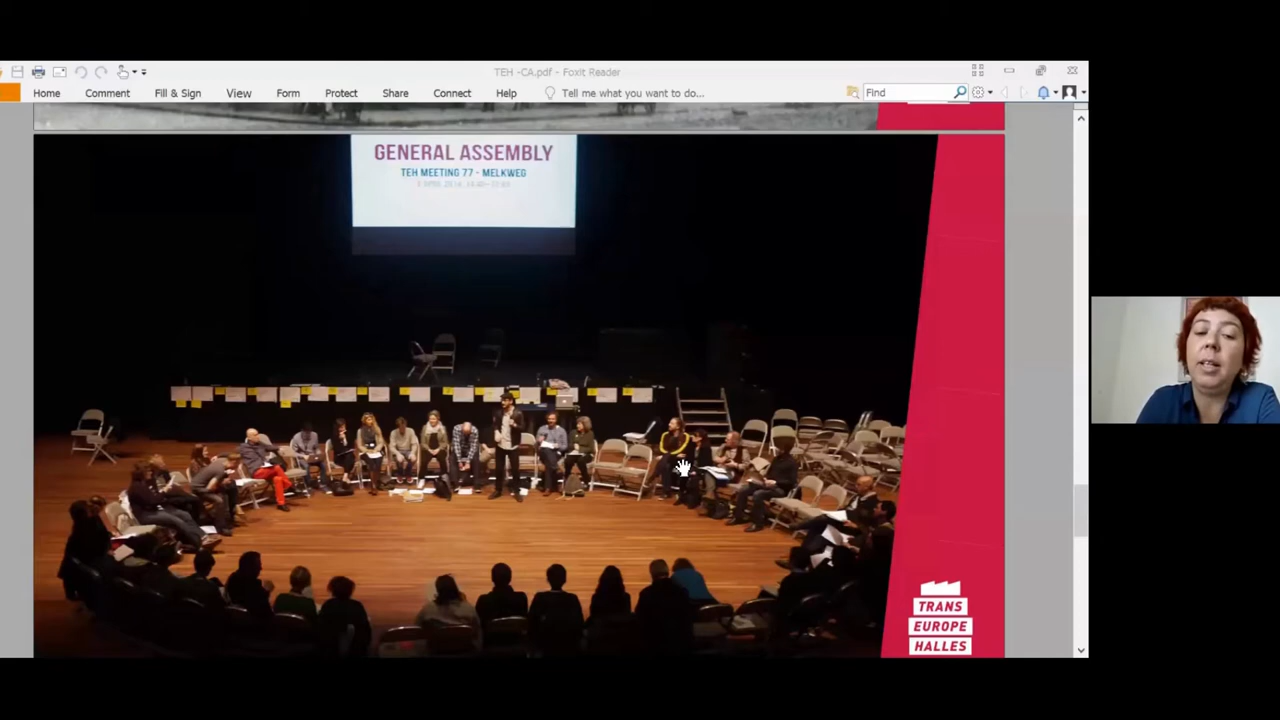 TEH -CA.pdf - Foxit Reader
Home Comment Fill & Sign View Form Protect Share Connect Help Tell me what you want to do... Find
GENERAL ASSEMBLY
TEH MEETING 77 - MELKWEG
TRANS
EUROPE
HALLES